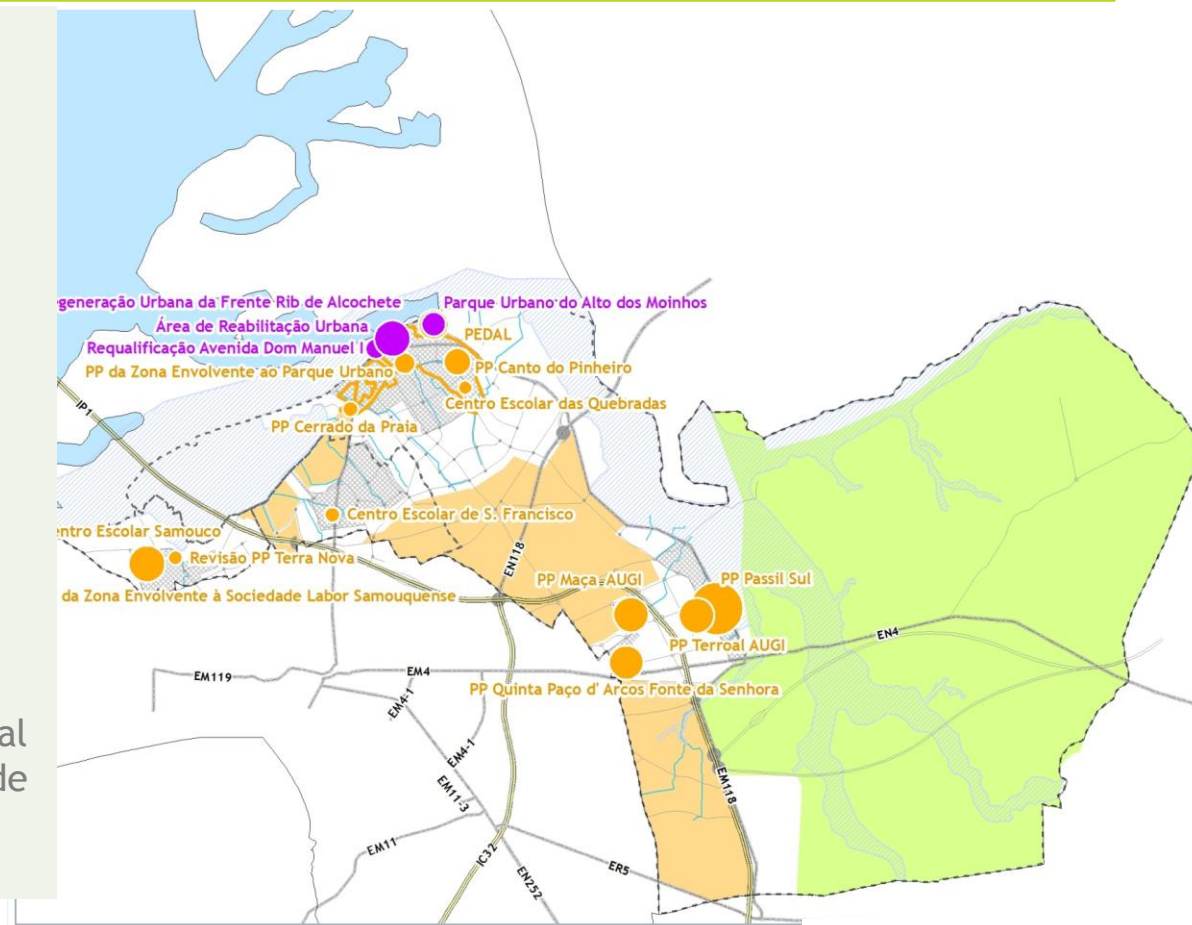 egeneração Urbana da Frente Rib de Alcochete
Parque Urbano do Alto dos Moinhos
Área de Reabilitação Urbana
PEDAL
Requalificação Avenida Dom Manuel I
PP da Zona Envolvente ao Parque Urbano
PP Canto do Pinheiro
Centro Escolar das Quebradas
IP1
PP Cerrado da Praia
Centro Escolar de S. Francisco
entro Escolar Samouco
Revisão PP Terra Nova
EN118
PP Maça AUGI
PP Passil Sul
da Zona Envolvente à Sociedade Labor Samouquense
PP Terroal AUGI
EN4
EM119
EM4
PP Quinta Paço d' Arcos Fonte da Senhora
EM4-1
EM4-1
al
de
EM11-3
EM118
EM11
IC32
EN252
ER5